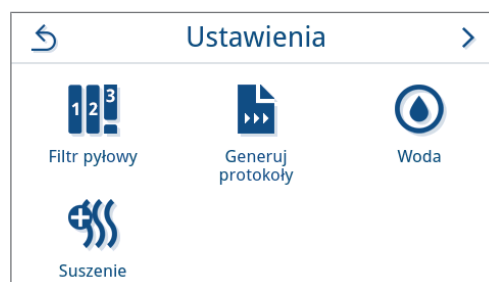 Ustawienia
1 2 3
Filtr pyłowy
Generuj
protokoły
Woda
Suszenie